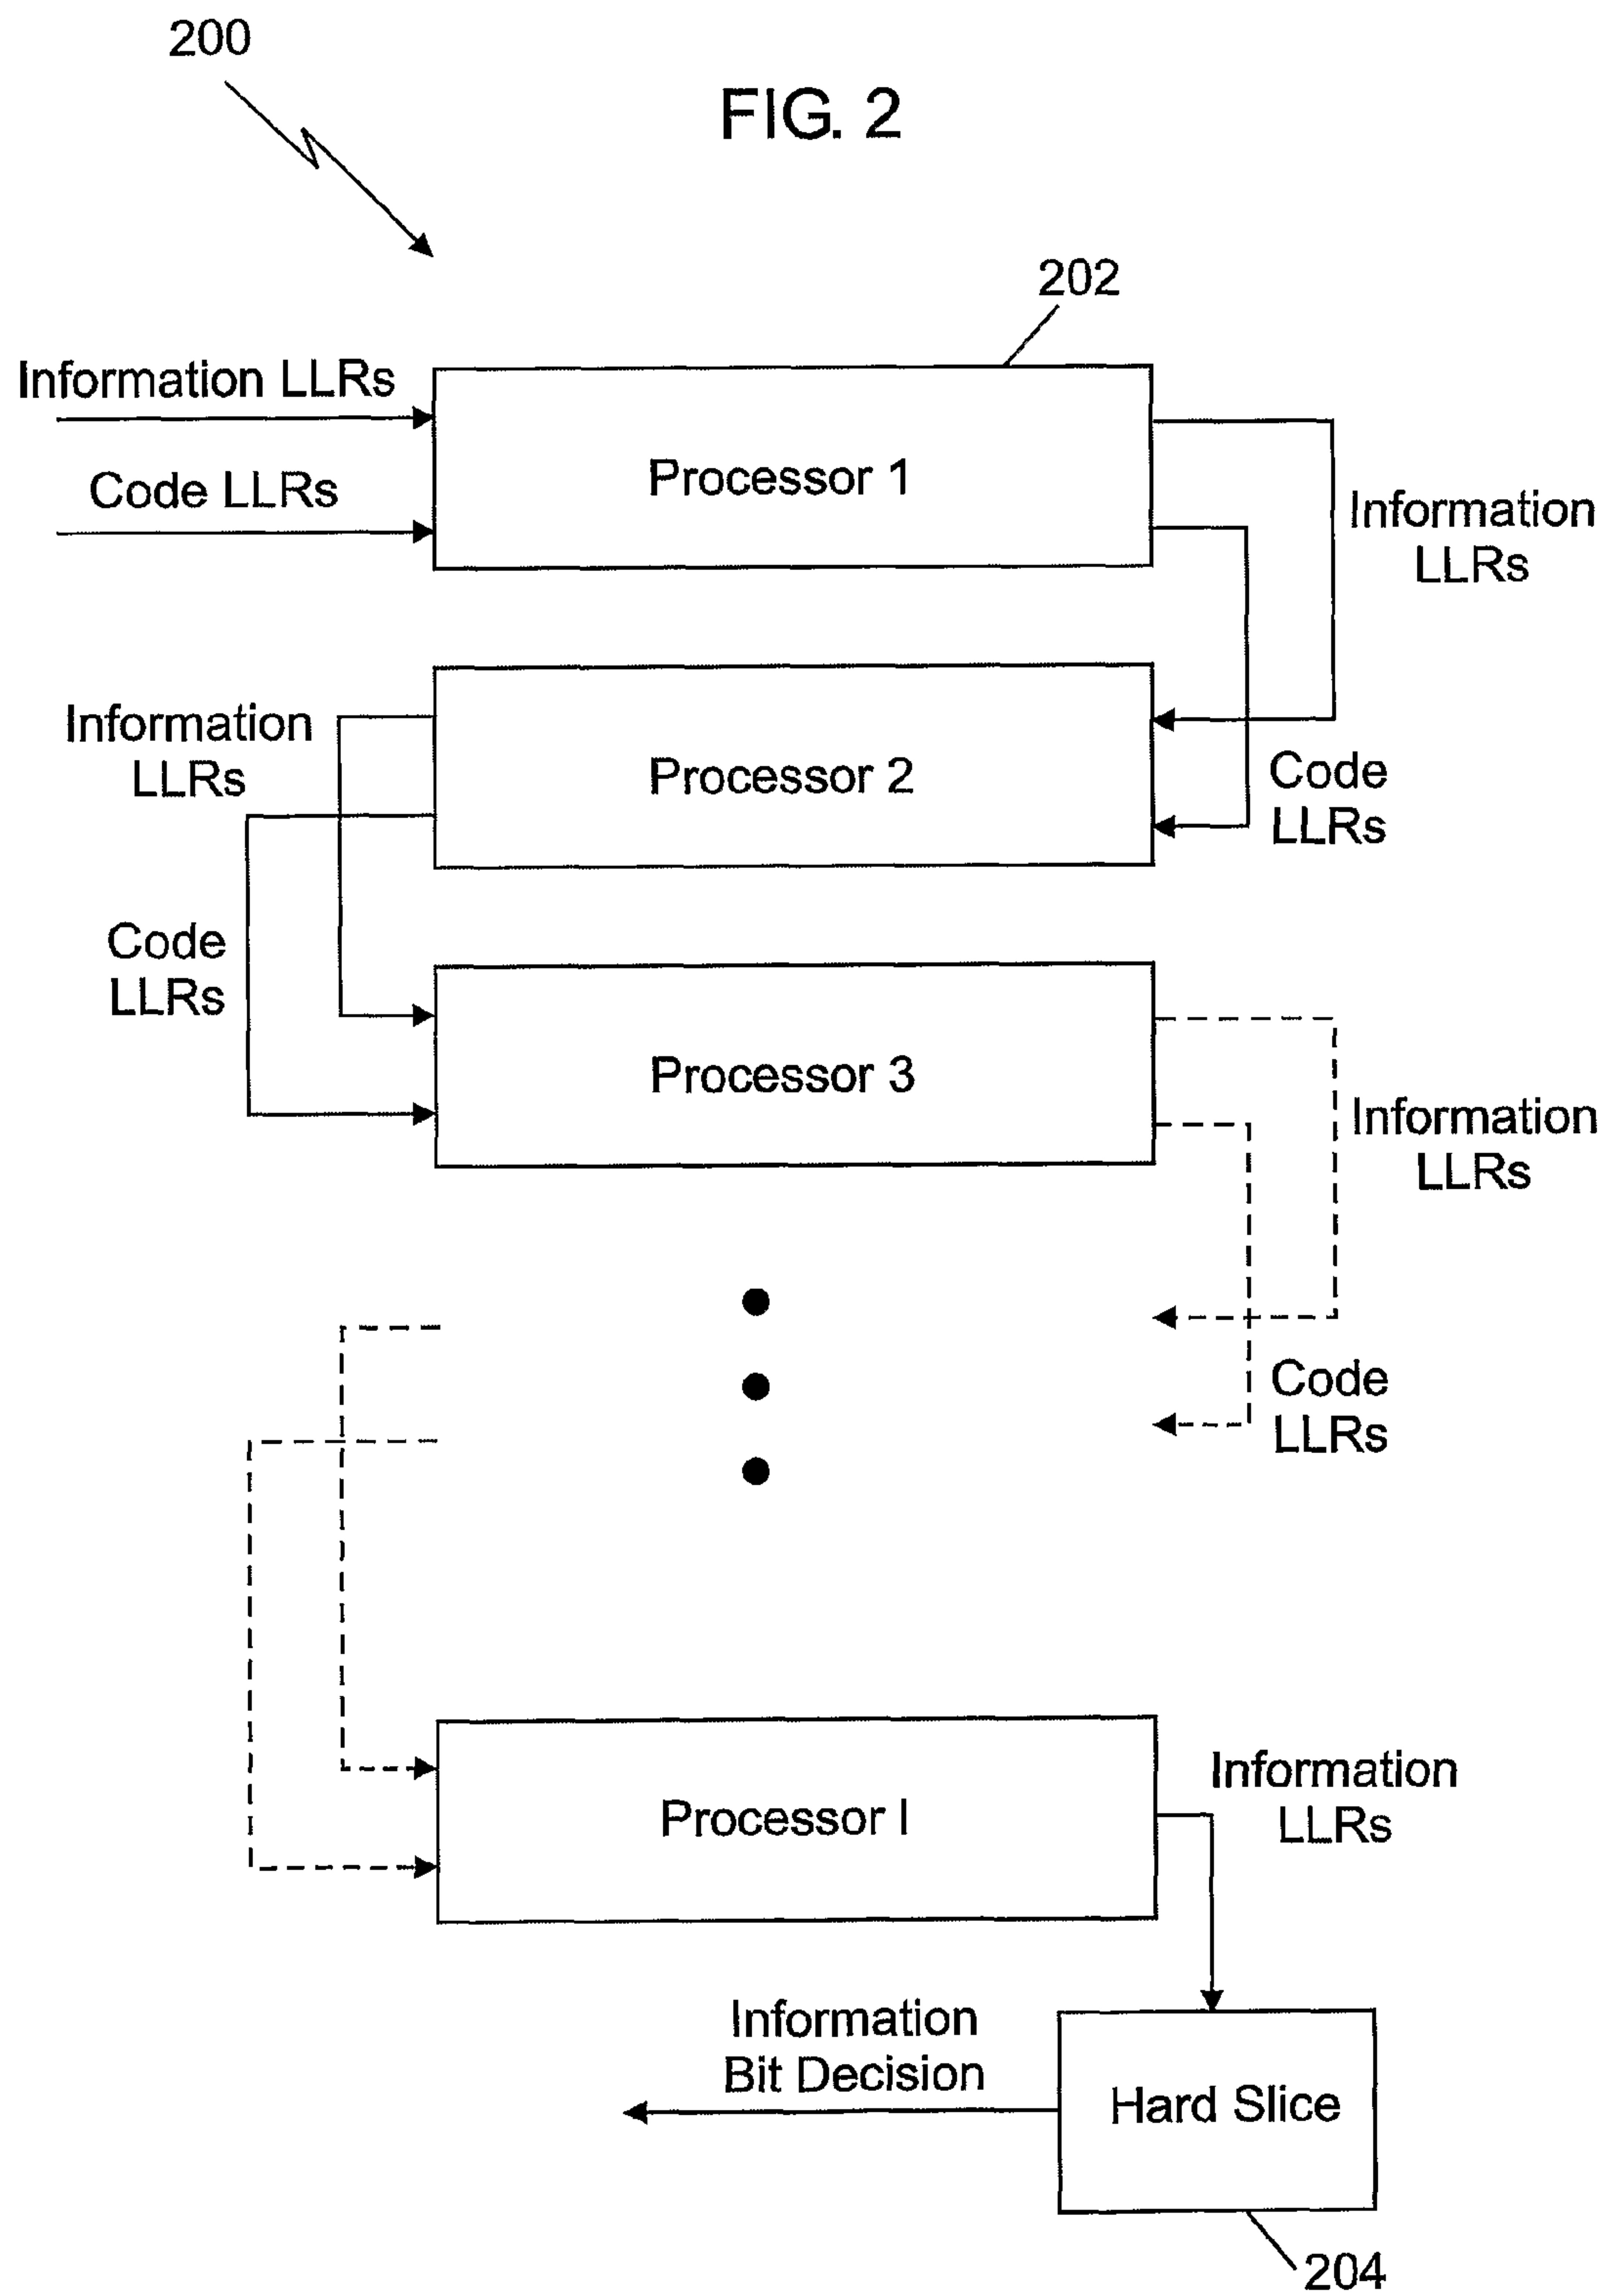 200
FIG. 2
202
Information LLRs
Code LLRs
Processor 1
Information
LLRs
Information
LLRs
Processor 2
Code
LLRs
Code
LLRs
Processor 3
Information
LLRs
Code
LLRs
Processor I
Information
LLRs
Information
Bit Decision
Hard Slice
204